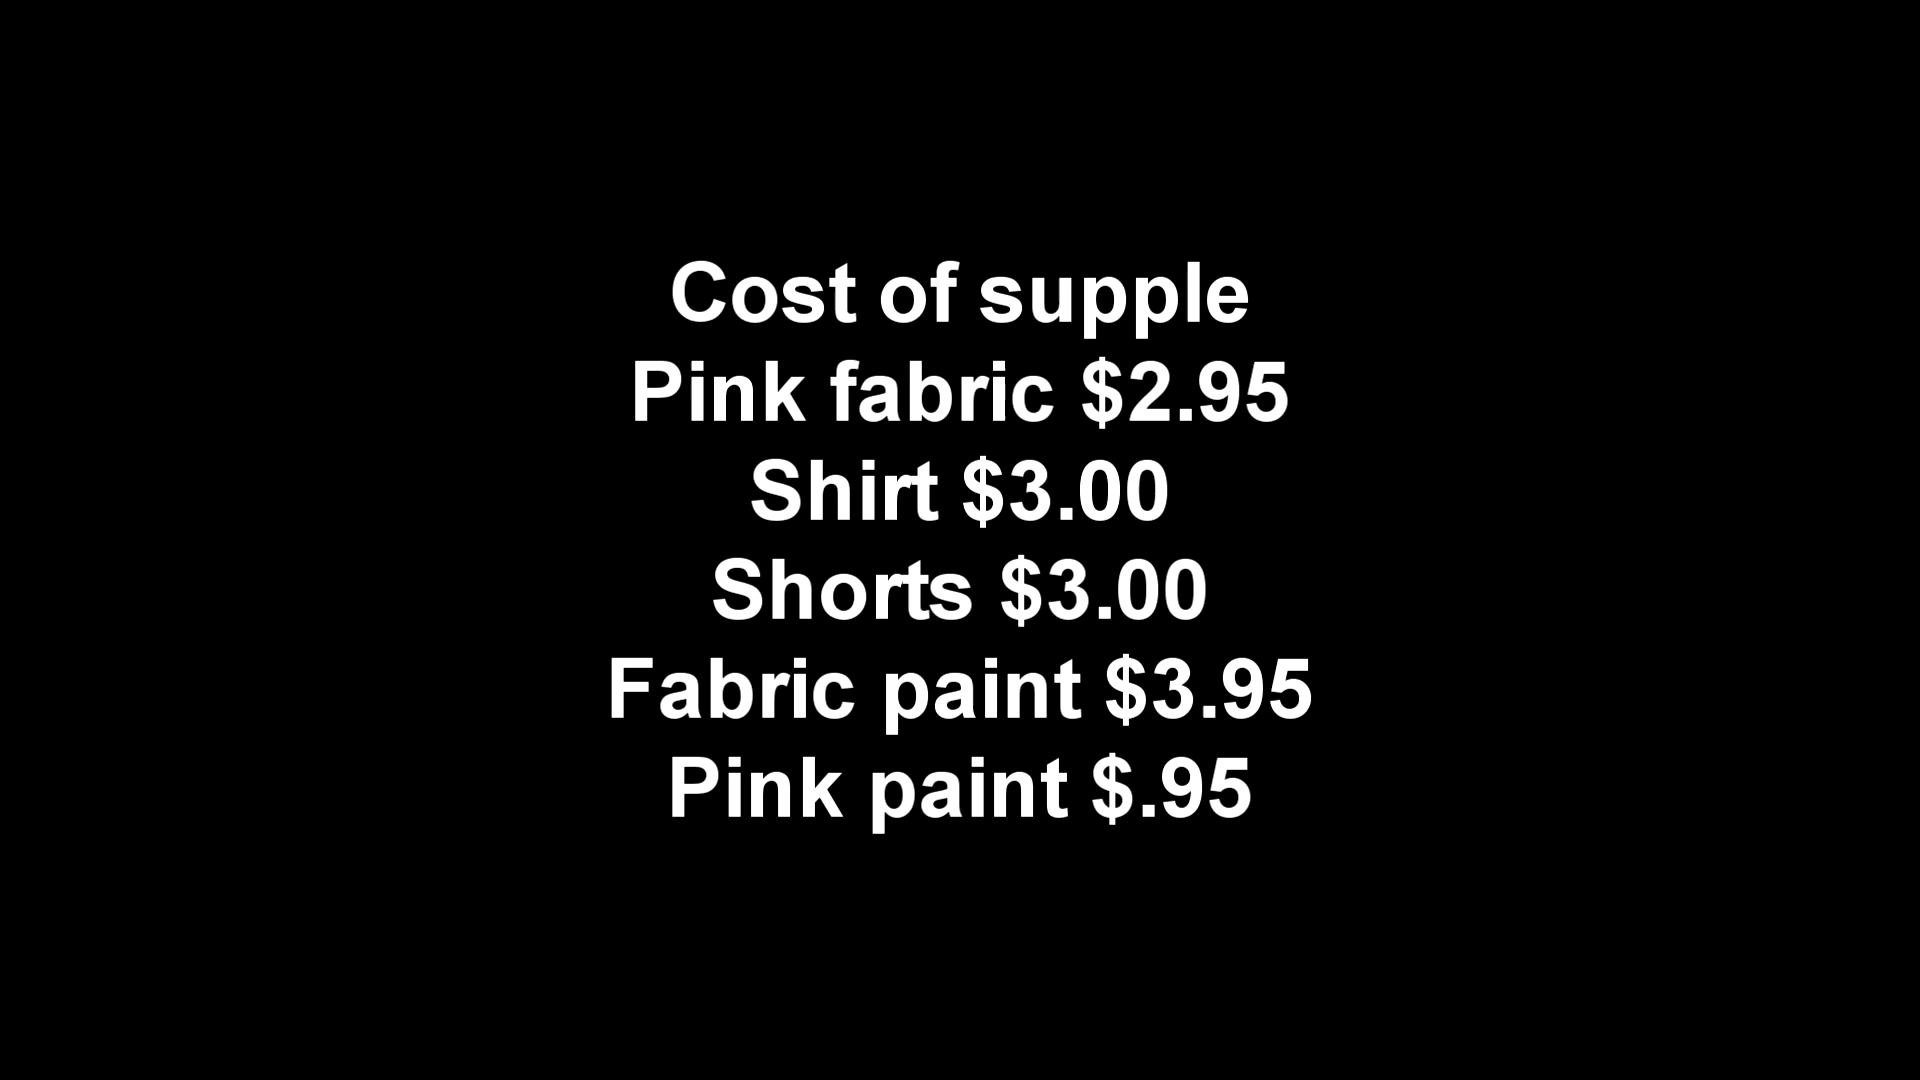 Cost of supple
Pink fabric $2.95
Shirt $3.00
Shorts $3.00
Fabric paint $3.95
Pink paint $.95